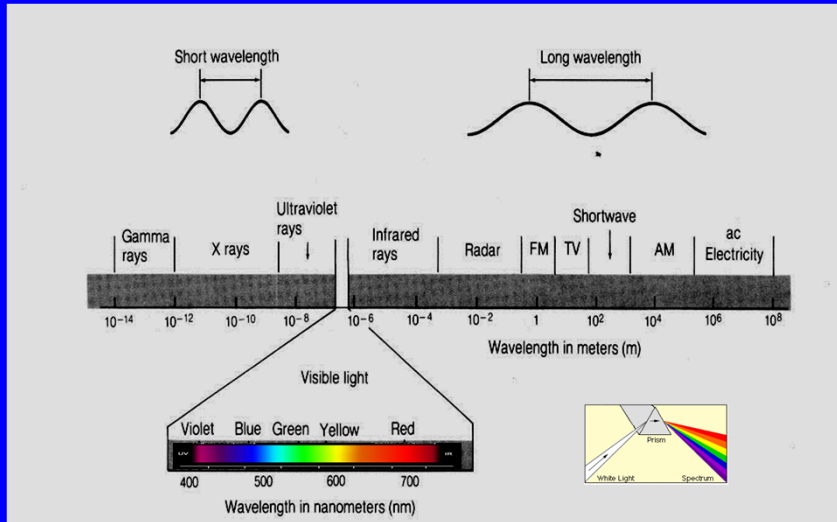 Short wavelength
Long wavelength
Gamma rays
X rays
Ultraviolet rays
Infrared rays
Radar
FM
TV
Shortwave
AM
ac Electricity
10⁻¹⁴ 10⁻¹² 10⁻¹⁰ 10⁻⁸ 10⁻⁶ 10⁻⁴ 10⁻² 1 10² 10⁴ 10⁶ 10⁸
Wavelength in meters (m)
Visible light
Violet Blue Green Yellow Red
UV IR
400 500 600 700
Wavelength in nanometers (nm)
Prism
White Light
Spectrum